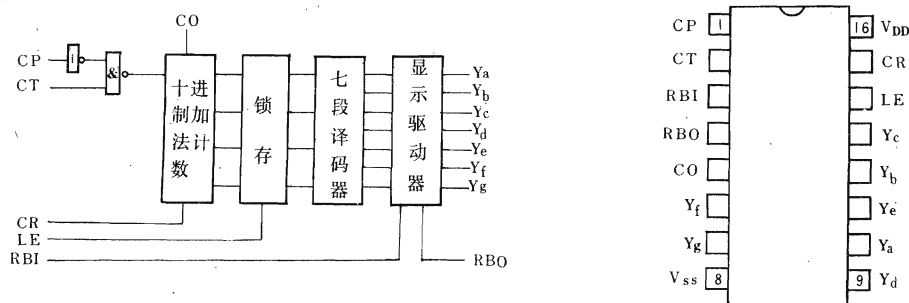 CO
CP
1
&
CT
十进制加法计数
锁存
七段译码器
显示驱动器
Ya
Yb
Yc
Yd
Ye
Yf
Yg
CR
LE
RBI
RBO
CP 1
CT
RBI
RBO
CO
Yf
Yg
Vss 8
16 VDD
CR
LE
Yc
Yb
Ye
Ya
9 Yd